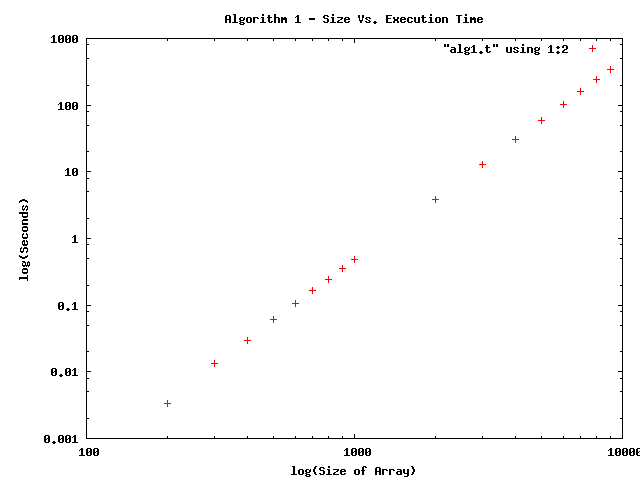 Algorithm 1 - Size Vs. Execution Time
"alg1.t" using 1:2
1000
100
10
1
0.1
0.01
0.001
log(Seconds)
100 1000 10000
log(Size of Array)